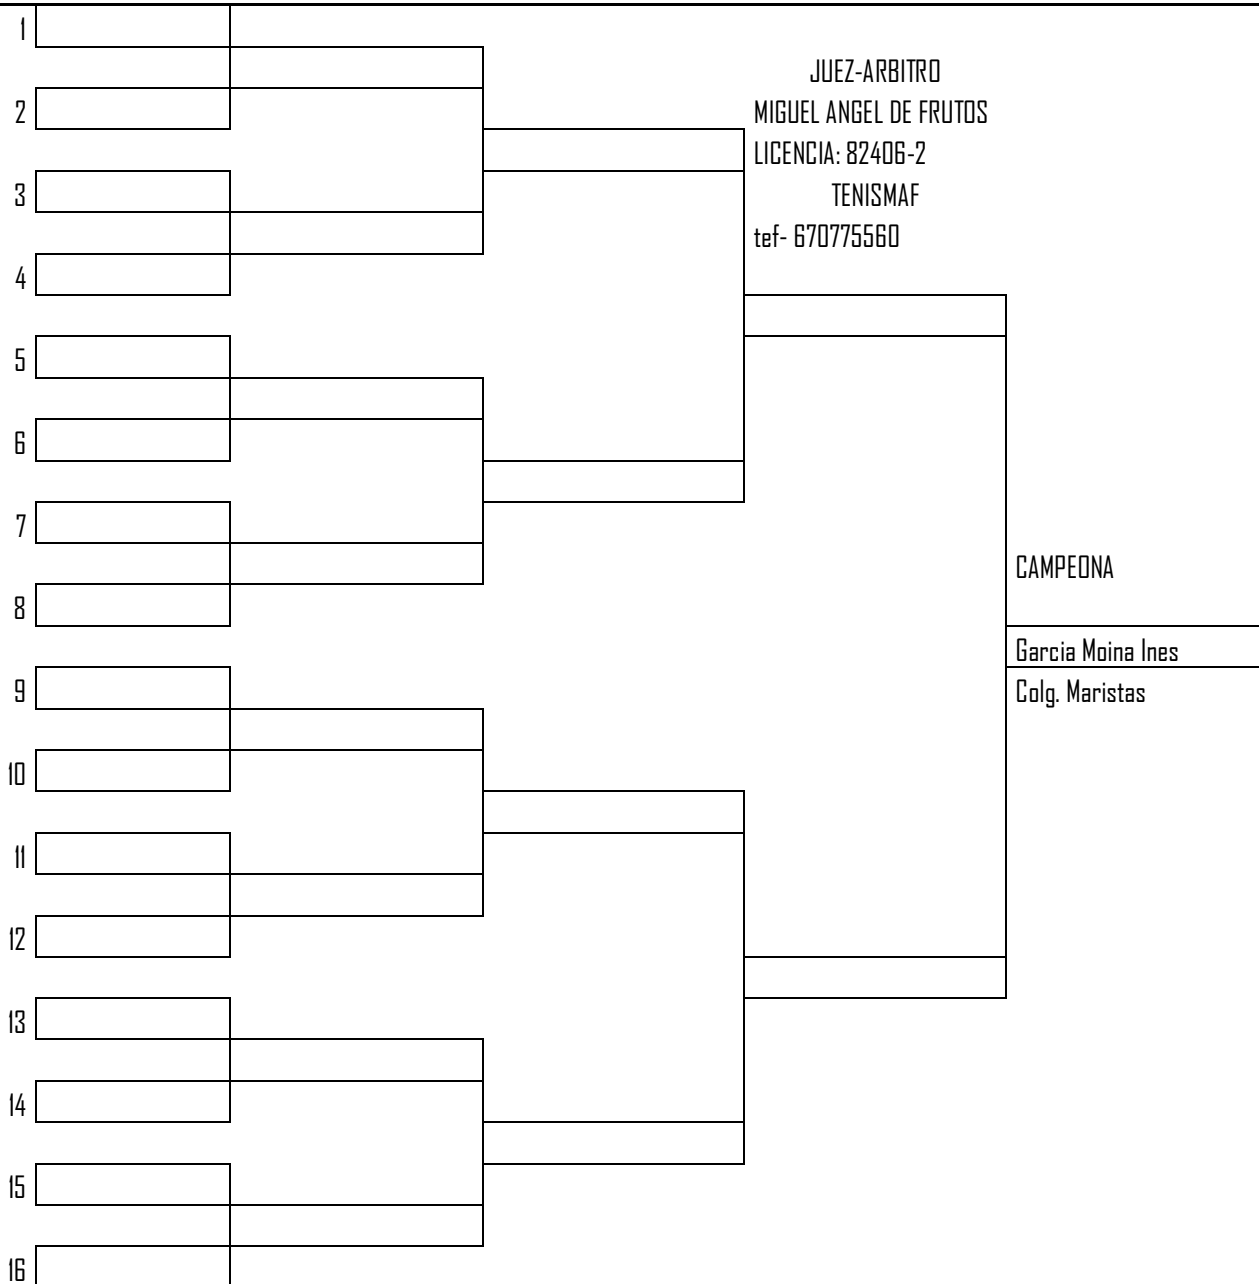 1
JUEZ-ARBITRO
2
MIGUEL ANGEL DE FRUTOS
LICENCIA: 82406-2
3
TENISMAF
tef- 670775560
4
5
6
7
CAMPEONA
8
Garcia Moina Ines
9
Colg. Maristas
10
11
12
13
14
15
16